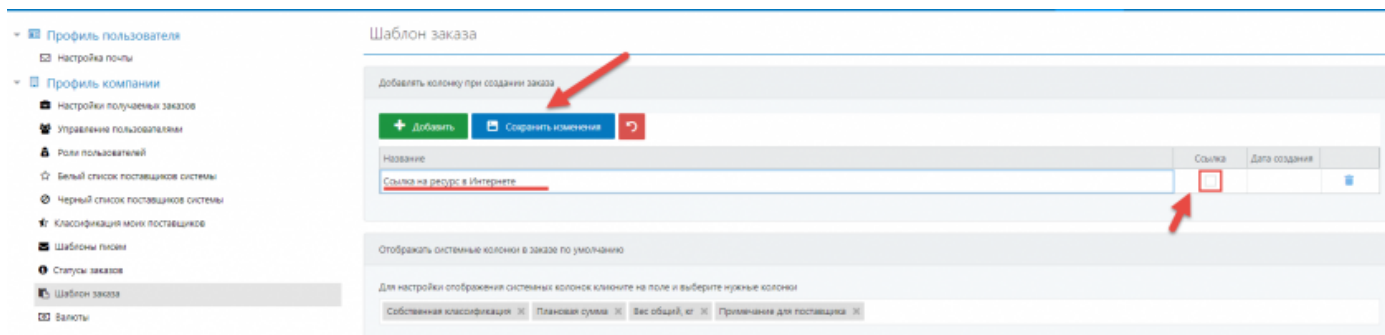 Профиль пользователя
Настройка почты
Профиль компании
Настройки получаемых заказов
Управление пользователями
Роли пользователей
Белый список поставщиков системы
Черный список поставщиков системы
Классификация моих поставщиков
Шаблоны писем
Статусы заказов
Шаблон заказа
Валюты
Шаблон заказа
Добавлять колонку при создании заказа
Добавить Сохранить изменения
Название Ссылка Дата создания
Ссылка на ресурс в Интернете
Отображать системные колонки в заказе по умолчанию
Для настройки отображения системных колонок кликните на поле и выберите нужные колонки
Собственная классификация × Плановая сумма × Вес общий, кг × Примечание для поставщика ×